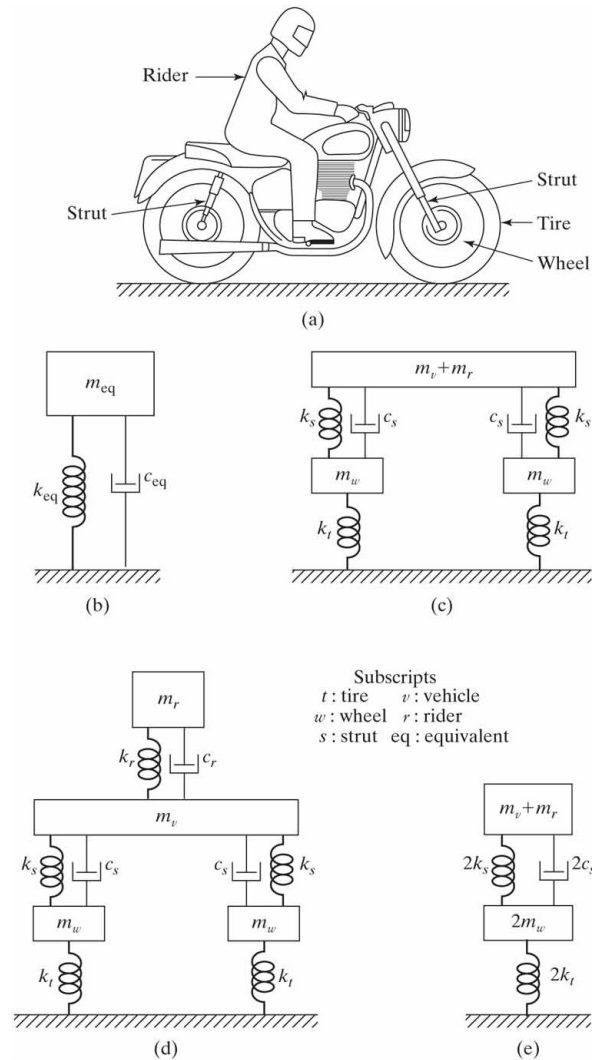 Rider
Strut
Strut
Tire
Wheel
(a)
m_eq
k_eq
c_eq
(b)
m_v+m_r
k_s
c_s
c_s
k_s
m_w
m_w
k_t
k_t
(c)
m_r
k_r
c_r
m_v
k_s
c_s
c_s
k_s
m_w
m_w
k_t
k_t
(d)
Subscripts
t : tire v : vehicle
w : wheel r : rider
s : strut eq : equivalent
m_v+m_r
2k_s
2c_s
2m_w
2k_t
(e)